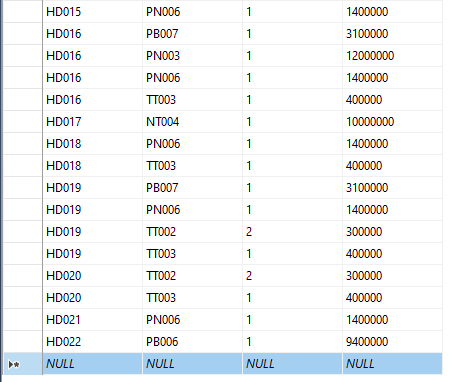 HD015 PN006 1 1400000
HD016 PB007 1 3100000
HD016 PN003 1 12000000
HD016 PN006 1 1400000
HD016 TT003 1 400000
HD017 NT004 1 10000000
HD018 PN006 1 1400000
HD018 TT003 1 400000
HD019 PB007 1 3100000
HD019 PN006 1 1400000
HD019 TT002 2 300000
HD019 TT003 1 400000
HD020 TT002 2 300000
HD020 TT003 1 400000
HD021 PN006 1 1400000
HD022 PB006 1 9400000
NULL NULL NULL NULL